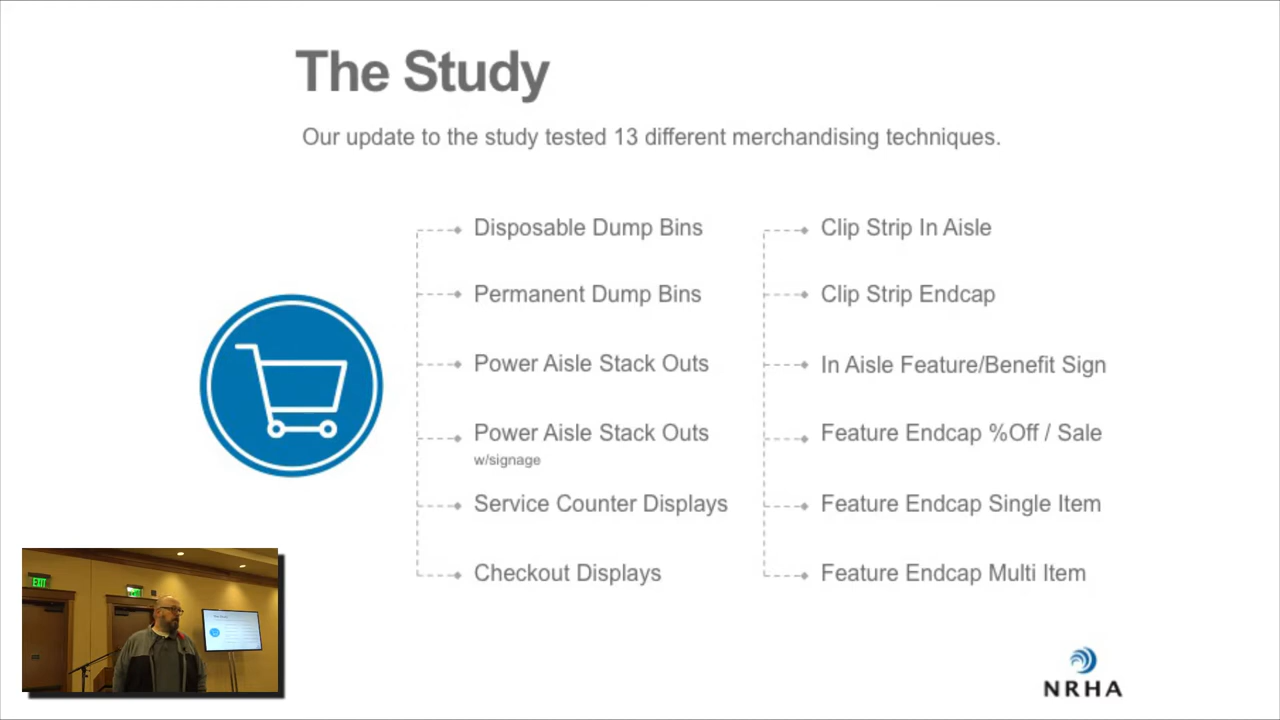 The Study
Our update to the study tested 13 different merchandising techniques.
Disposable Dump Bins
Permanent Dump Bins
Power Aisle Stack Outs
Power Aisle Stack Outs
w/signage
Service Counter Displays
Checkout Displays
Clip Strip In Aisle
Clip Strip Endcap
In Aisle Feature/Benefit Sign
Feature Endcap %Off / Sale
Feature Endcap Single Item
Feature Endcap Multi Item
EXIT
NRHA